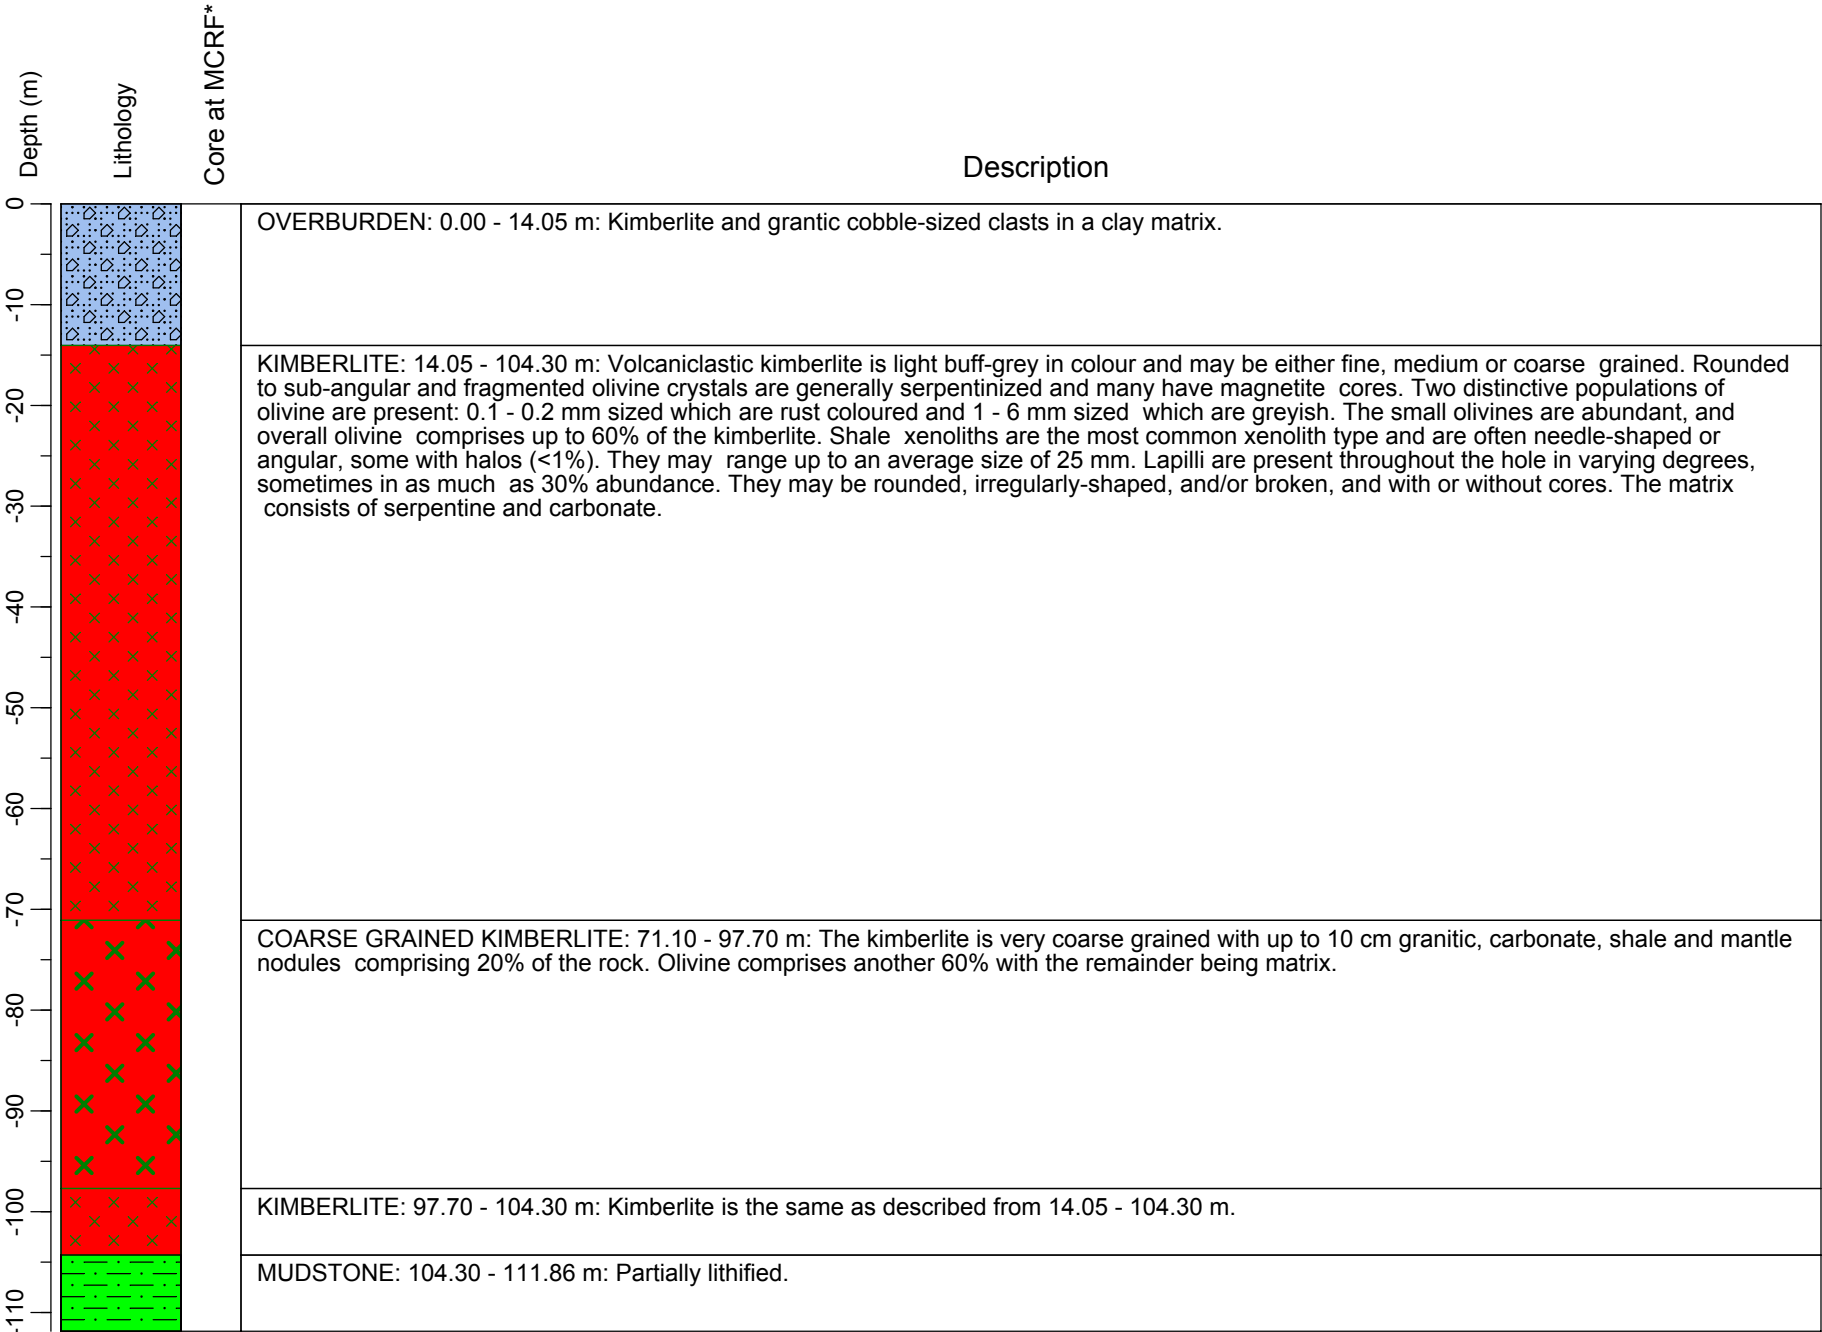 Depth (m)
Lithology
Core at MCRF*
Description
0
-10
-20
-30
-40
-50
-60
-70
-80
-90
-100
-110
OVERBURDEN: 0.00 - 14.05 m: Kimberlite and grantic cobble-sized clasts in a clay matrix.
KIMBERLITE: 14.05 - 104.30 m: Volcaniclastic kimberlite is light buff-grey in colour and may be either fine, medium or coarse grained. Rounded
to sub-angular and fragmented olivine crystals are generally serpentinized and many have magnetite cores. Two distinctive populations of
olivine are present: 0.1 - 0.2 mm sized which are rust coloured and 1 - 6 mm sized which are greyish. The small olivines are abundant, and
overall olivine comprises up to 60% of the kimberlite. Shale xenoliths are the most common xenolith type and are often needle-shaped or
angular, some with halos (<1%). They may range up to an average size of 25 mm. Lapilli are present throughout the hole in varying degrees,
sometimes in as much as 30% abundance. They may be rounded, irregularly-shaped, and/or broken, and with or without cores. The matrix
consists of serpentine and carbonate.
COARSE GRAINED KIMBERLITE: 71.10 - 97.70 m: The kimberlite is very coarse grained with up to 10 cm granitic, carbonate, shale and mantle
nodules comprising 20% of the rock. Olivine comprises another 60% with the remainder being matrix.
KIMBERLITE: 97.70 - 104.30 m: Kimberlite is the same as described from 14.05 - 104.30 m.
MUDSTONE: 104.30 - 111.86 m: Partially lithified.